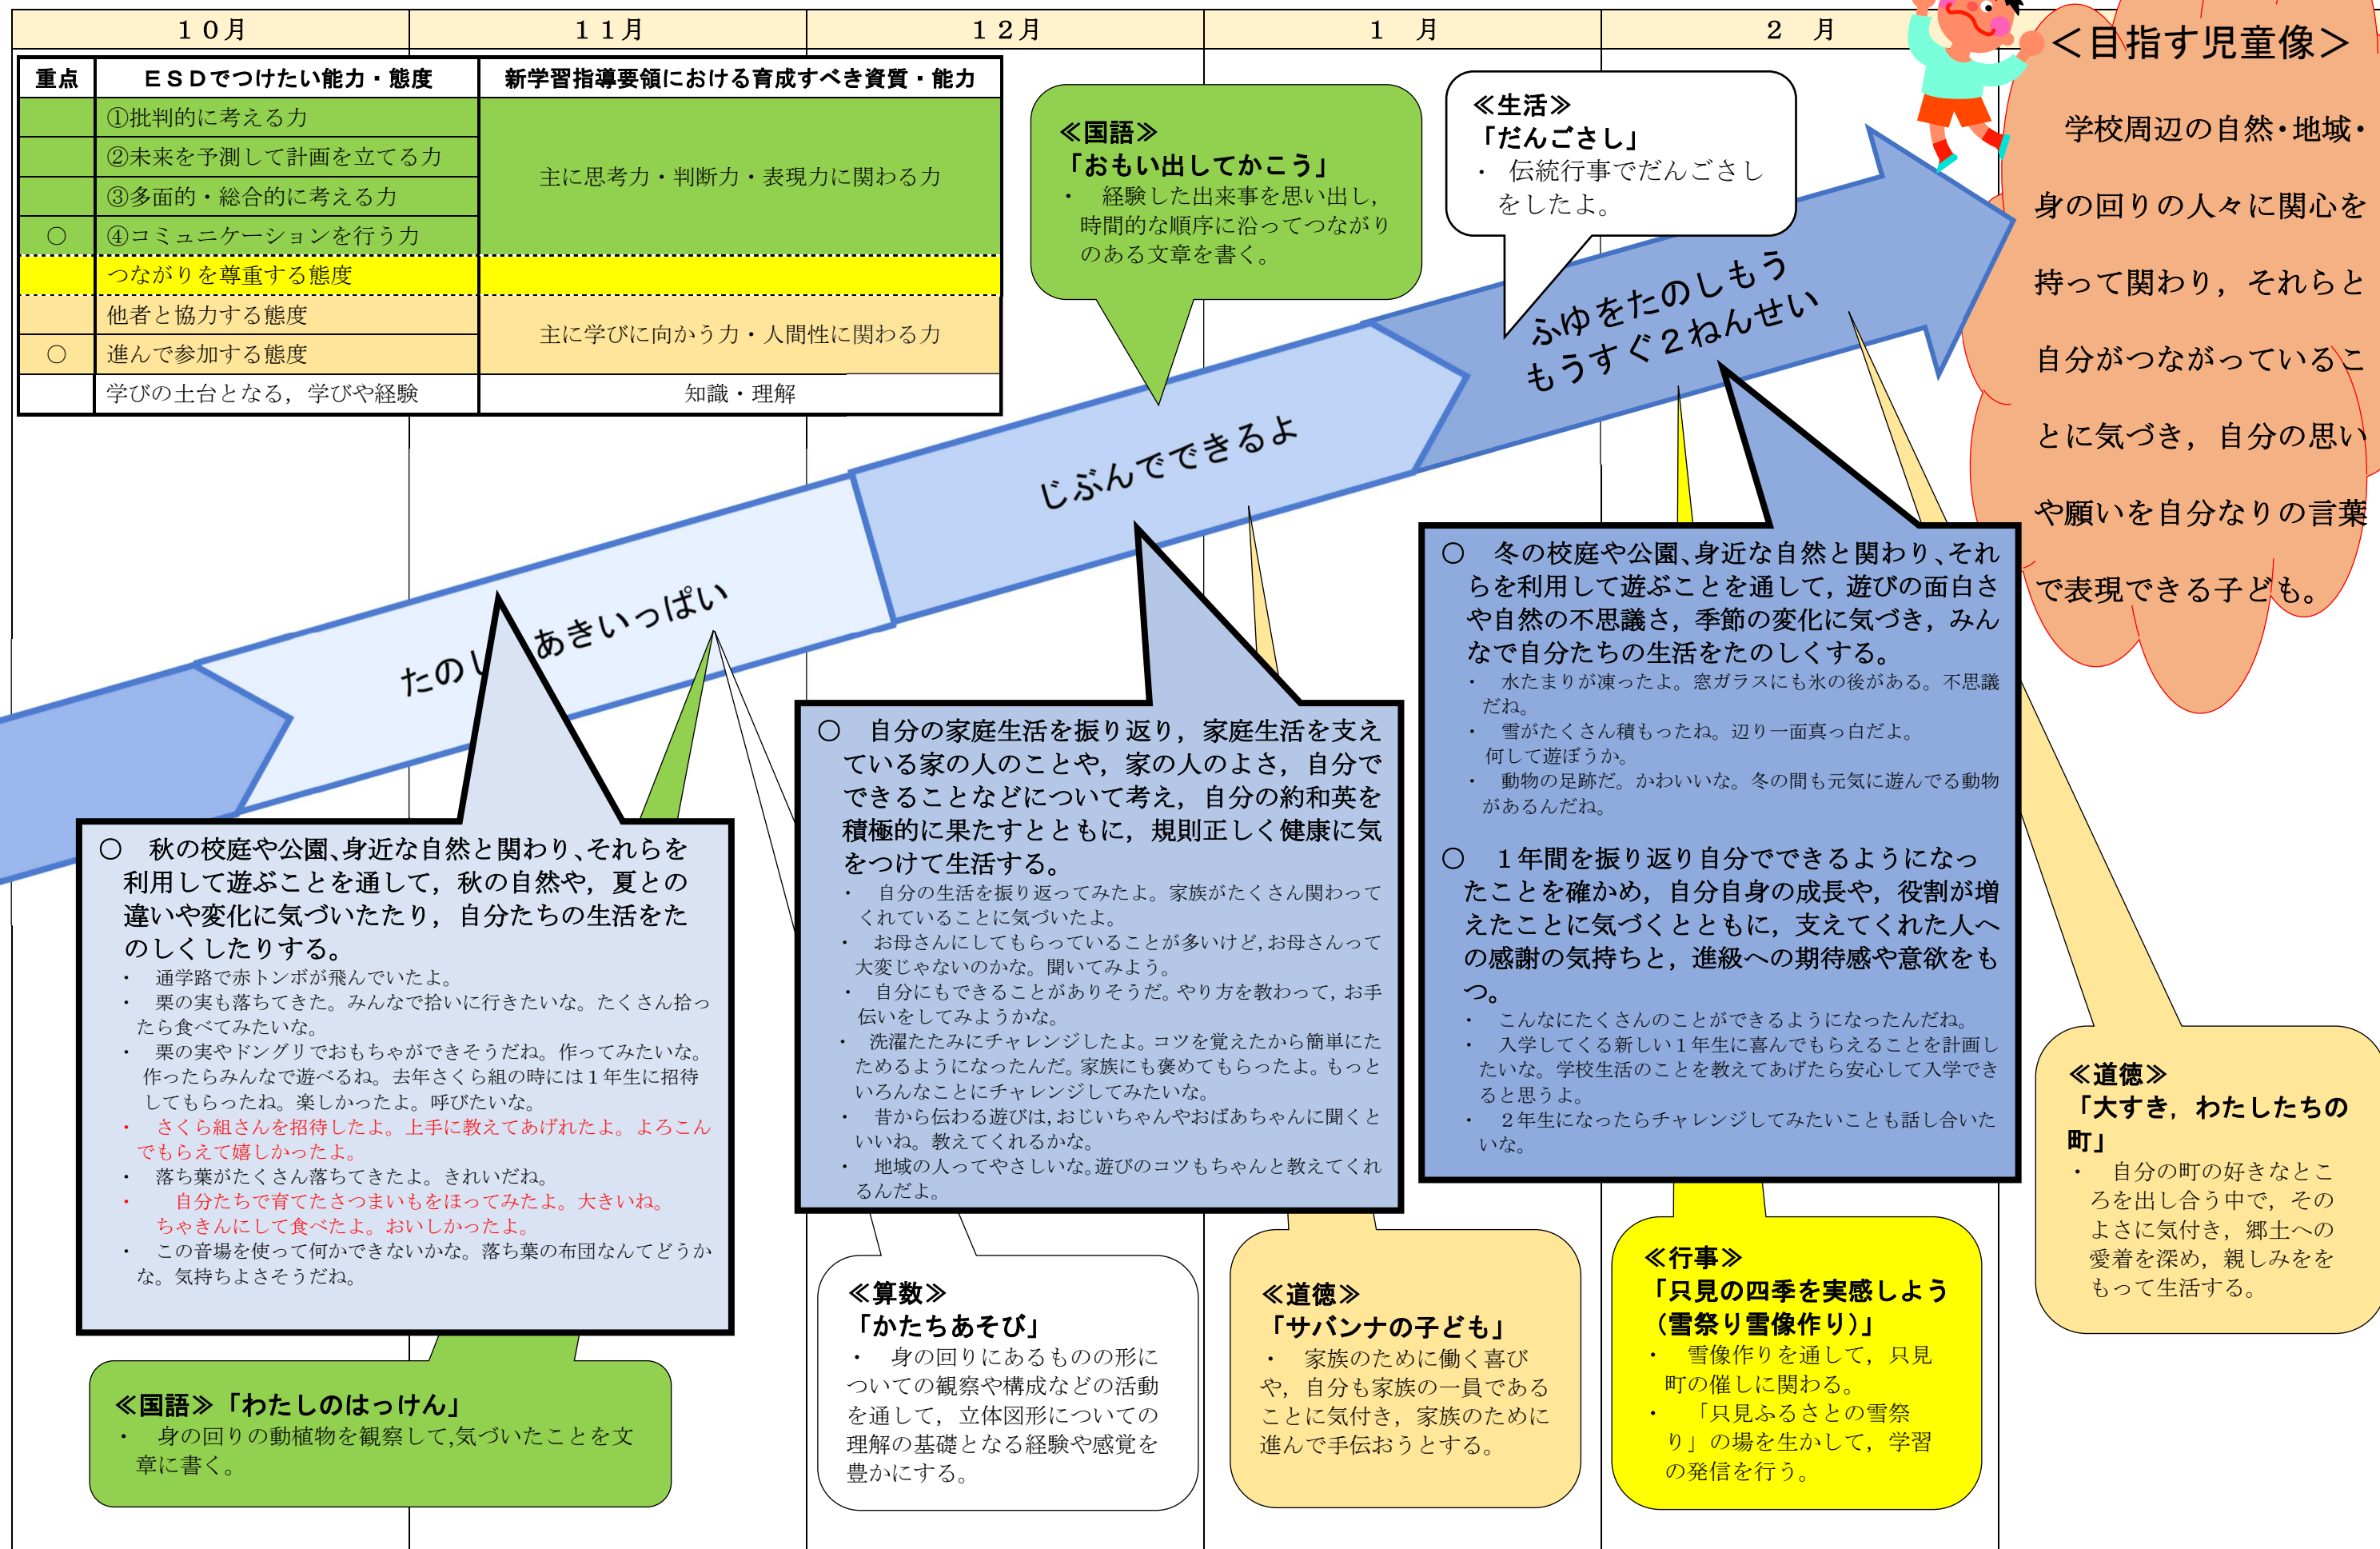 １０月
１１月
１２月
１　月
２　月
重点
ＥＳＤでつけたい能力・態度
新学習指導要領における育成すべき資質・能力
①批判的に考える力
②未来を予測して計画を立てる力
③多面的・総合的に考える力
○
④コミュニケーションを行う力
主に思考力・判断力・表現力に関わる力
つながりを尊重する態度
他者と協力する態度
○
進んで参加する態度
主に学びに向かう力・人間性に関わる力
学びの土台となる，学びや経験
知識・理解
≪国語≫
「おもい出してかこう」
・　経験した出来事を思い出し，
時間的な順序に沿ってつながり
のある文章を書く。
≪生活≫
「だんごさし」
・　伝統行事でだんごさし
をしたよ。
＜目指す児童像＞
学校周辺の自然・地域・
身の回りの人々に関心を
持って関わり，それらと
自分がつながっているこ
とに気づき，自分の思い
や願いを自分なりの言葉
で表現できる子ども。
ふゆをたのしもう
もうすぐ２ねんせい
じぶんでできるよ
たのし
あきいっぱい
○　秋の校庭や公園、身近な自然と関わり、それらを
利用して遊ぶことを通して，秋の自然や，夏との
違いや変化に気づいたたり，自分たちの生活をた
のしくしたりする。
・　通学路で赤トンボが飛んでいたよ。
・　栗の実も落ちてきた。みんなで拾いに行きたいな。たくさん拾っ
たら食べてみたいな。
・　栗の実やドングリでおもちゃができそうだね。作ってみたいな。
作ったらみんなで遊べるね。去年さくら組の時には１年生に招待
してもらったね。楽しかったよ。呼びたいな。
・　さくら組さんを招待したよ。上手に教えてあげれたよ。よろこん
でもらえて嬉しかったよ。
・　落ち葉がたくさん落ちてきたよ。きれいだね。
・　自分たちで育てたさつまいもをほってみたよ。大きいね。
ちゃきんにして食べたよ。おいしかったよ。
・　この音場を使って何かできないかな。落ち葉の布団なんてどうか
な。気持ちよさそうだね。
≪国語≫「わたしのはっけん」
・　身の回りの動植物を観察して,気づいたことを文
章に書く。
○　自分の家庭生活を振り返り，家庭生活を支え
ている家の人のことや，家の人のよさ，自分で
できることなどについて考え，自分の約和英を
積極的に果たすとともに，規則正しく健康に気
をつけて生活する。
・　自分の生活を振り返ってみたよ。家族がたくさん関わって
くれていることに気づいたよ。
・　お母さんにしてもらっていることが多いけど，お母さんって
大変じゃないのかな。聞いてみよう。
・　自分にもできることがありそうだ。やり方を教わって，お手
伝いをしてみようかな。
・　洗濯たたみにチャレンジしたよ。コツを覚えたから簡単にた
ためるようになったんだ。家族にも褒めてもらったよ。もっと
いろんなことにチャレンジしてみたいな。
・　昔から伝わる遊びは，おじいちゃんやおばあちゃんに聞くと
いいね。教えてくれるかな。
・　地域の人ってやさしいな。遊びのコツもちゃんと教えてくれ
るんだよ。
≪算数≫
「かたちあそび」
・　身の回りにあるものの形に
ついての観察や構成などの活動
を通して，立体図形についての
理解の基礎となる経験や感覚を
豊かにする。
≪道徳≫
「サバンナの子ども」
・　家族のために働く喜び
や，自分も家族の一員である
ことに気付き，家族のために
進んで手伝おうとする。
○　冬の校庭や公園、身近な自然と関わり、それ
らを利用して遊ぶことを通して，遊びの面白さ
や自然の不思議さ，季節の変化に気づき，みん
なで自分たちの生活をたのしくする。
・　水たまりが凍ったよ。窓ガラスにも氷の後がある。不思議
だね。
・　雪がたくさん積もったね。辺り一面真っ白だよ。
何して遊ぼうか。
・　動物の足跡だ。かわいいな。冬の間も元気に遊んでる動物
があるんだね。
○　１年間を振り返り自分でできるようになっ
たことを確かめ，自分自身の成長や，役割が増
えたことに気づくとともに，支えてくれた人へ
の感謝の気持ちと，進級への期待感や意欲をも
つ。
・　こんなにたくさんのことができるようになったんだね。
・　入学してくる新しい１年生に喜んでもらえることを計画し
たいな。学校生活のことを教えてあげたら安心して入学でき
ると思うよ。
・　２年生になったらチャレンジしてみたいことも話し合いた
いな。
≪行事≫
「只見の四季を実感しよう
（雪祭り雪像作り）」
・　雪像作りを通して，只見
町の催しに関わる。
・　「只見ふるさとの雪祭
り」の場を生かして，学習
の発信を行う。
≪道徳≫
「大すき，わたしたちの
町」
・　自分の町の好きなとこ
ろを出し合う中で，その
よさに気付き，郷土への
愛着を深め，親しみをを
もって生活する。